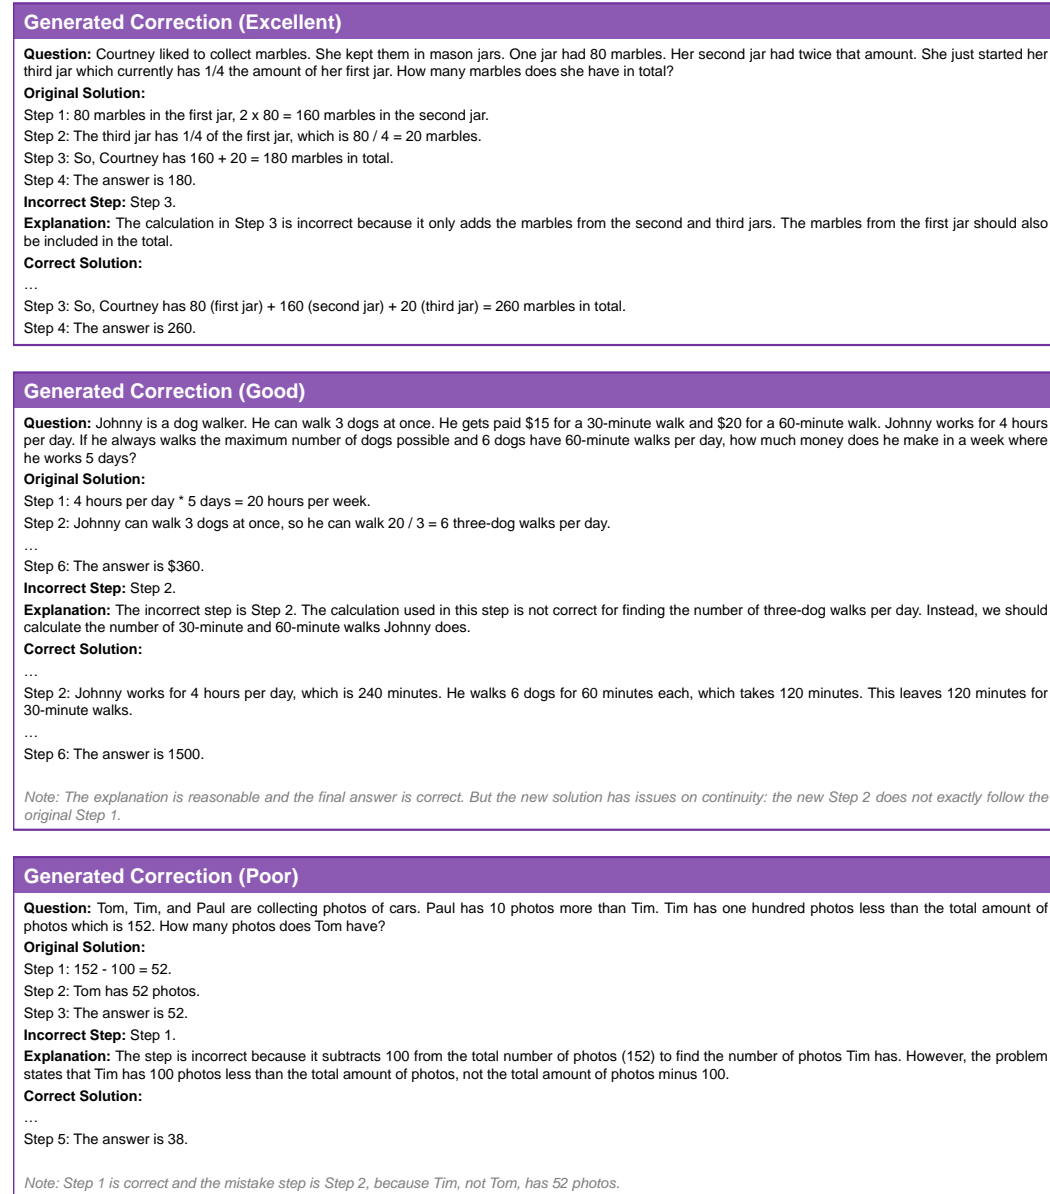 Generated Correction (Excellent)
Question: Courtney liked to collect marbles. She kept them in mason jars. One jar had 80 marbles. Her second jar had twice that amount. She just started her
third jar which currently has 1/4 the amount of her first jar. How many marbles does she have in total?
Original Solution:
Step 1: 80 marbles in the first jar, 2 x 80 = 160 marbles in the second jar.
Step 2: The third jar has 1/4 of the first jar, which is 80 / 4 = 20 marbles.
Step 3: So, Courtney has 160 + 20 = 180 marbles in total.
Step 4: The answer is 180.
Incorrect Step: Step 3.
Explanation: The calculation in Step 3 is incorrect because it only adds the marbles from the second and third jars. The marbles from the first jar should also
be included in the total.
Correct Solution:
…
Step 3: So, Courtney has 80 (first jar) + 160 (second jar) + 20 (third jar) = 260 marbles in total.
Step 4: The answer is 260.
Generated Correction (Good)
Question: Johnny is a dog walker. He can walk 3 dogs at once. He gets paid $15 for a 30-minute walk and $20 for a 60-minute walk. Johnny works for 4 hours
per day. If he always walks the maximum number of dogs possible and 6 dogs have 60-minute walks per day, how much money does he make in a week where
he works 5 days?
Original Solution:
Step 1: 4 hours per day * 5 days = 20 hours per week.
Step 2: Johnny can walk 3 dogs at once, so he can walk 20 / 3 = 6 three-dog walks per day.
…
Step 6: The answer is $360.
Incorrect Step: Step 2.
Explanation: The incorrect step is Step 2. The calculation used in this step is not correct for finding the number of three-dog walks per day. Instead, we should
calculate the number of 30-minute and 60-minute walks Johnny does.
Correct Solution:
…
Step 2: Johnny works for 4 hours per day, which is 240 minutes. He walks 6 dogs for 60 minutes each, which takes 120 minutes. This leaves 120 minutes for
30-minute walks.
…
Step 6: The answer is 1500.
Note: The explanation is reasonable and the final answer is correct. But the new solution has issues on continuity: the new Step 2 does not exactly follow the
original Step 1.
Generated Correction (Poor)
Question: Tom, Tim, and Paul are collecting photos of cars. Paul has 10 photos more than Tim. Tim has one hundred photos less than the total amount of
photos which is 152. How many photos does Tom have?
Original Solution:
Step 1: 152 - 100 = 52.
Step 2: Tom has 52 photos.
Step 3: The answer is 52.
Incorrect Step: Step 1.
Explanation: The step is incorrect because it subtracts 100 from the total number of photos (152) to find the number of photos Tim has. However, the problem
states that Tim has 100 photos less than the total amount of photos, not the total amount of photos minus 100.
Correct Solution:
…
Step 5: The answer is 38.
Note: Step 1 is correct and the mistake step is Step 2, because Tim, not Tom, has 52 photos.